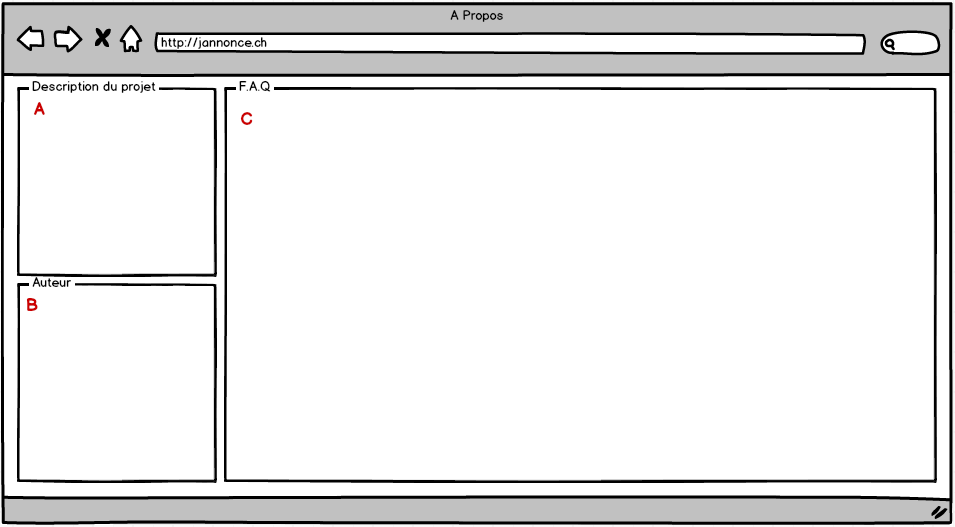 A Propos
http://jannonce.ch
Description du projet
A
Auteur
B
F.A.Q
C